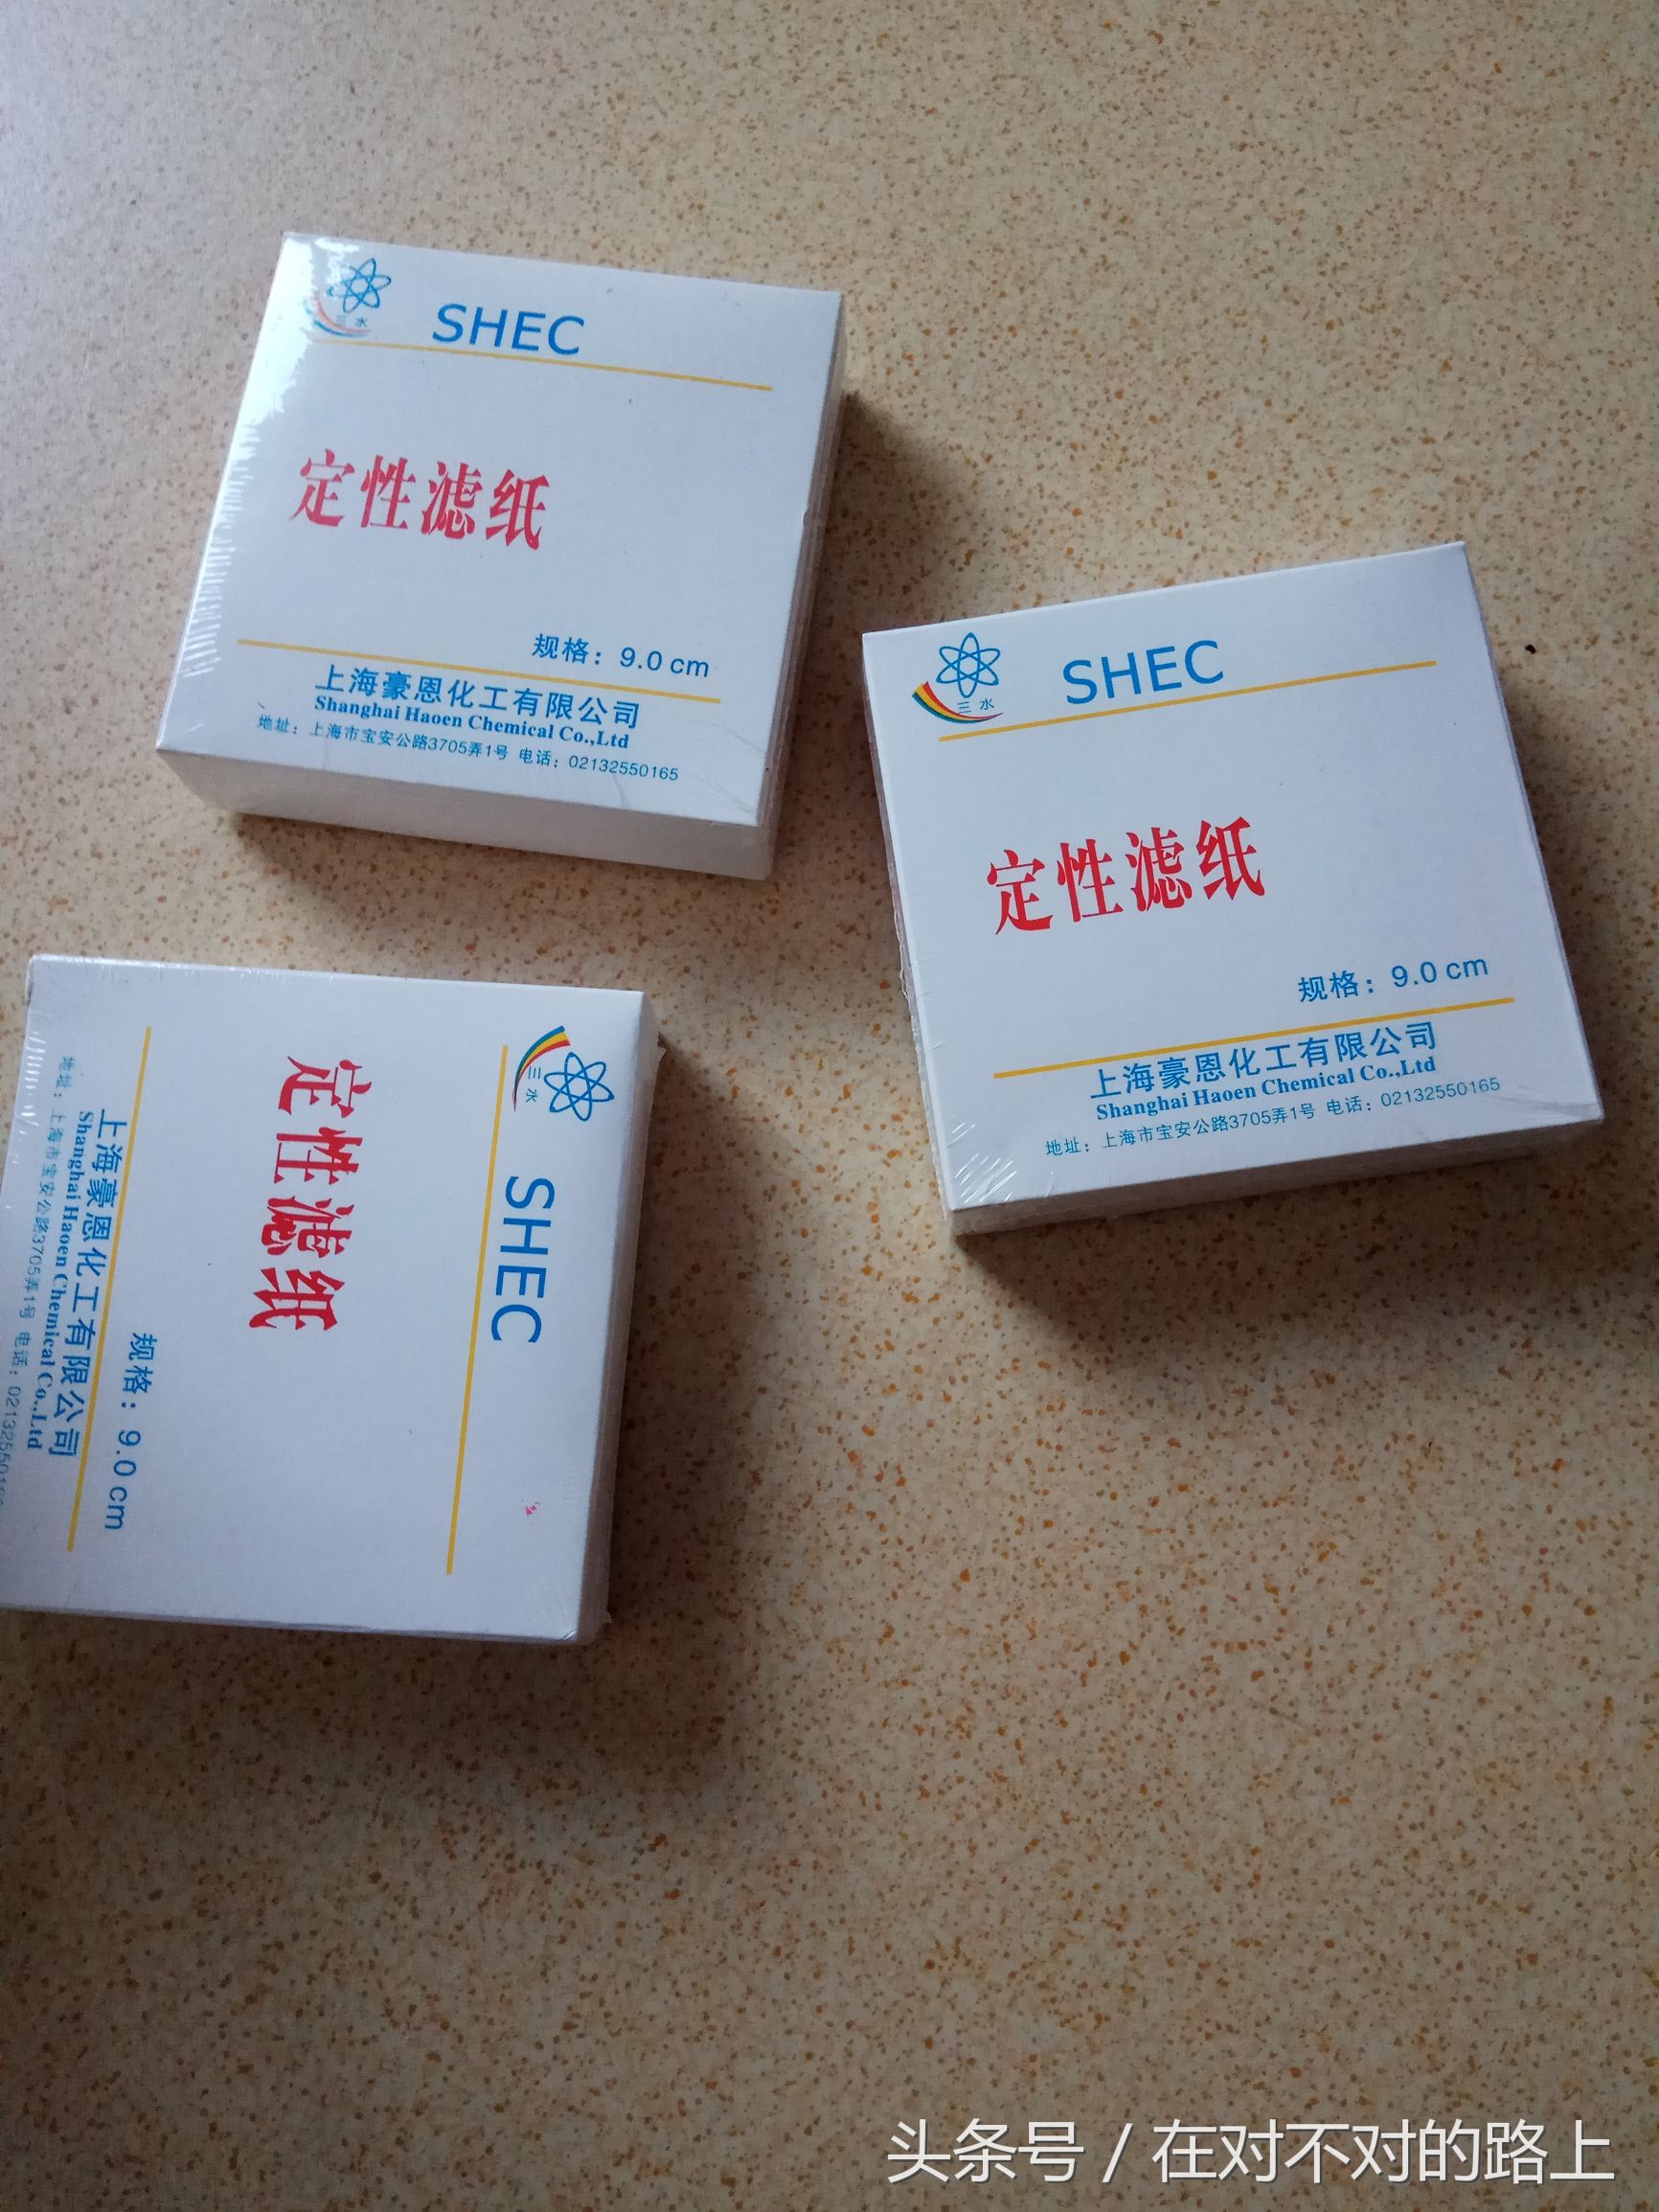 三水
SHEC
定性滤纸
规格：9.0cm
上海豪恩化工有限公司
Shanghai Haoen Chemical Co.,Ltd
地址：上海市宝安公路3705弄1号 电话：02132550165
三水
SHEC
定性滤纸
规格：9.0cm
上海豪恩化工有限公司
Shanghai Haoen Chemical Co.,Ltd
地址：上海市宝安公路3705弄1号 电话：02132550165
三水
SHEC
定性滤纸
规格：9.0cm
上海豪恩化工有限公司
Shanghai Haoen Chemical Co.,Ltd
地址：上海市宝安公路3705弄1号 电话：
头条号 / 在对不对的路上